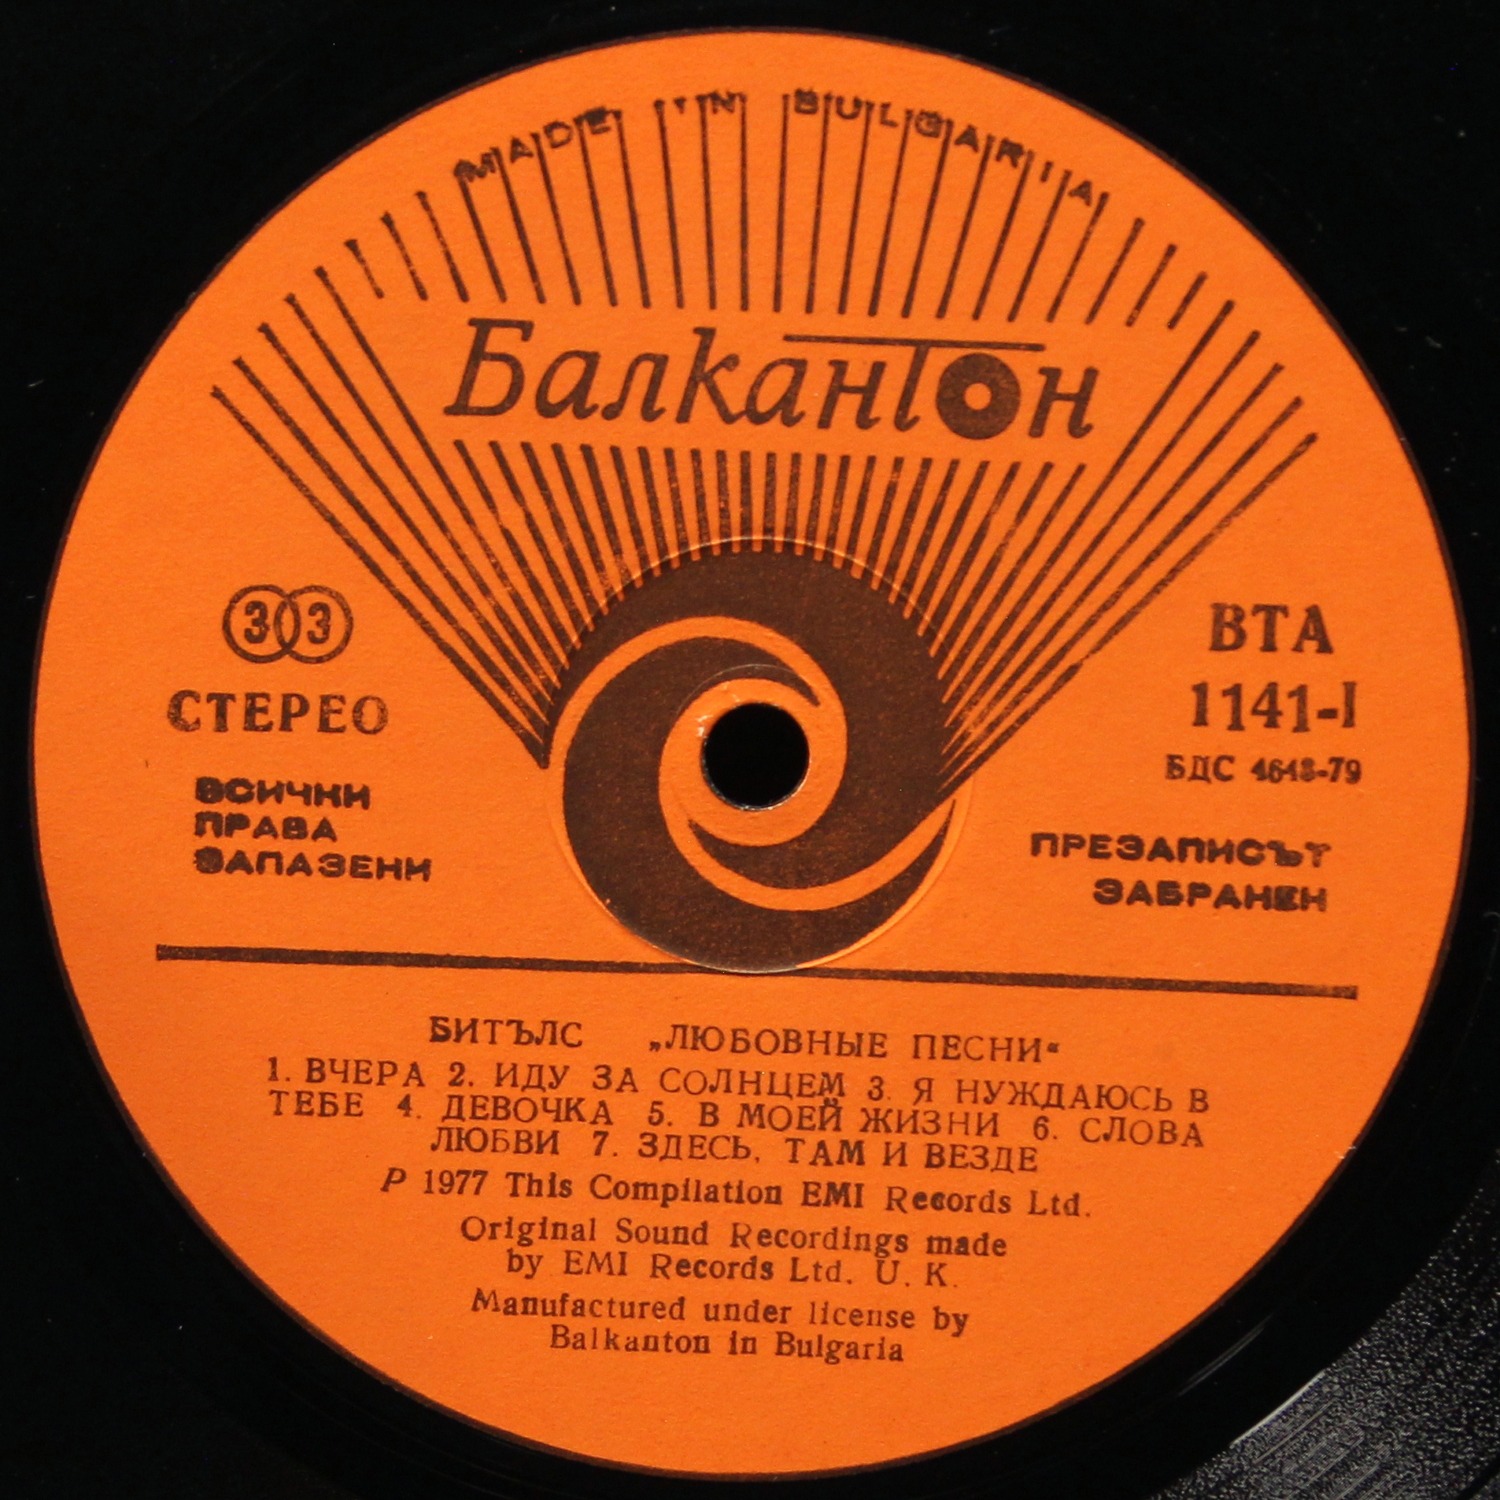 MADE IN BULGARIA
Балкантон
33
СТЕРЕО
ВСИЧКИ
ПРАВА
ЗАПАЗЕНИ
ВТА
1141-I
БДС 4648-79
ПРЕЗАПИСЪТ
ЗАБРАНЕН
БИТЪЛС „ЛЮБОВНЫЕ ПЕСНИ“
1. ВЧЕРА 2. ИДУ ЗА СОЛНЦЕМ 3. Я НУЖДАЮСЬ В
ТЕБЕ 4. ДЕВОЧКА 5. В МОЕЙ ЖИЗНИ 6. СЛОВА
ЛЮБВИ 7. ЗДЕСЬ, ТАМ И ВЕЗДЕ
P 1977 This Compilation EMI Records Ltd.
Original Sound Recordings made
by EMI Records Ltd. U. K.
Manufactured under license by
Balkanton in Bulgaria